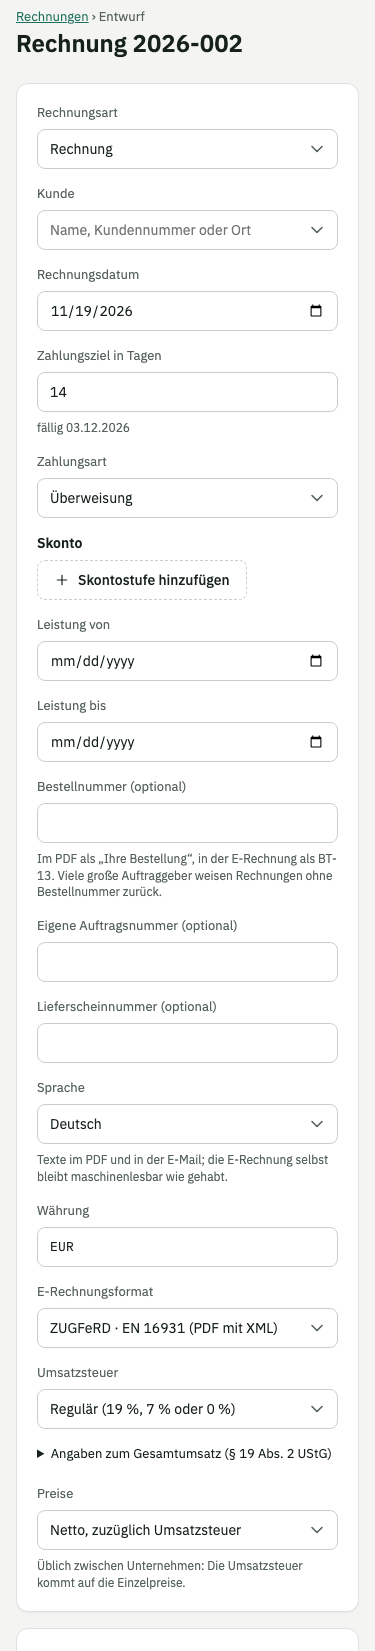 Rechnungen › Entwurf
Rechnung 2026-002
Rechnungsart
Rechnung
Kunde
Name, Kundennummer oder Ort
Rechnungsdatum
11/19/2026
Zahlungsziel in Tagen
14
fällig 03.12.2026
Zahlungsart
Überweisung
Skonto
Skontostufe hinzufügen
Leistung von
mm/dd/yyyy
Leistung bis
mm/dd/yyyy
Bestellnummer (optional)
Im PDF als „Ihre Bestellung“, in der E-Rechnung als BT-
13. Viele große Auftraggeber weisen Rechnungen ohne
Bestellnummer zurück.
Eigene Auftragsnummer (optional)
Lieferscheinnummer (optional)
Sprache
Deutsch
Texte im PDF und in der E-Mail; die E-Rechnung selbst
bleibt maschinenlesbar wie gehabt.
Währung
EUR
E-Rechnungsformat
ZUGFeRD · EN 16931 (PDF mit XML)
Umsatzsteuer
Regulär (19 %, 7 % oder 0 %)
Angaben zum Gesamtumsatz (§ 19 Abs. 2 UStG)
Preise
Netto, zuzüglich Umsatzsteuer
Üblich zwischen Unternehmen: Die Umsatzsteuer
kommt auf die Einzelpreise.